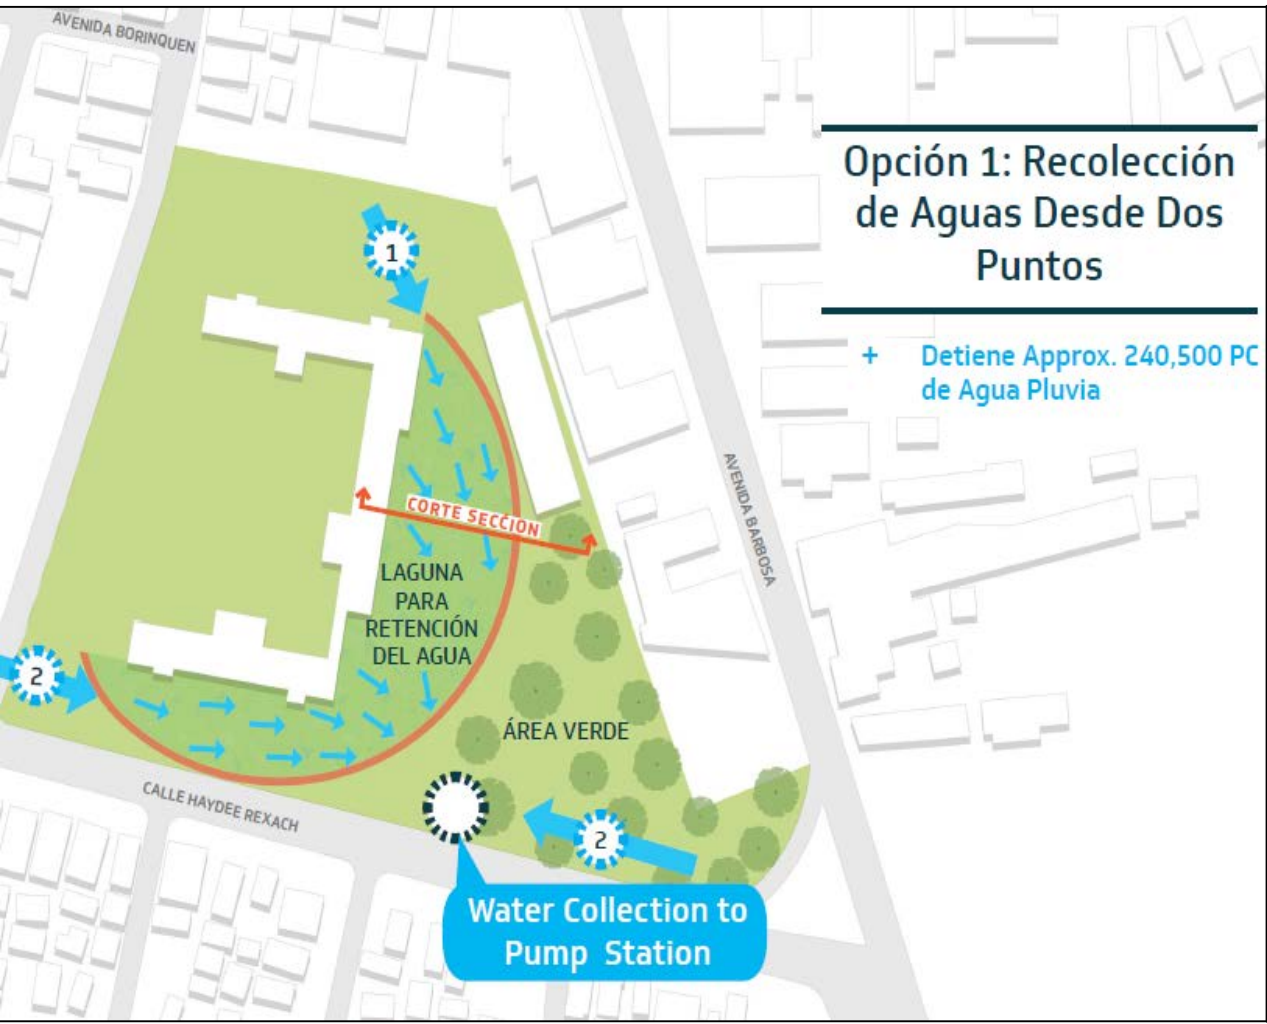 AVENIDA BORINQUEN
Opción 1: Recolección
de Aguas Desde Dos
Puntos
+ Detiene Approx. 240,500 PC
de Agua Pluvia
1
CORTE SECCÍON
AVENIDA BARBOSA
LAGUNA
PARA
RETENCIÓN
DEL AGUA
2
ÁREA VERDE
CALLE HAYDEE REXACH
2
Water Collection to
Pump Station